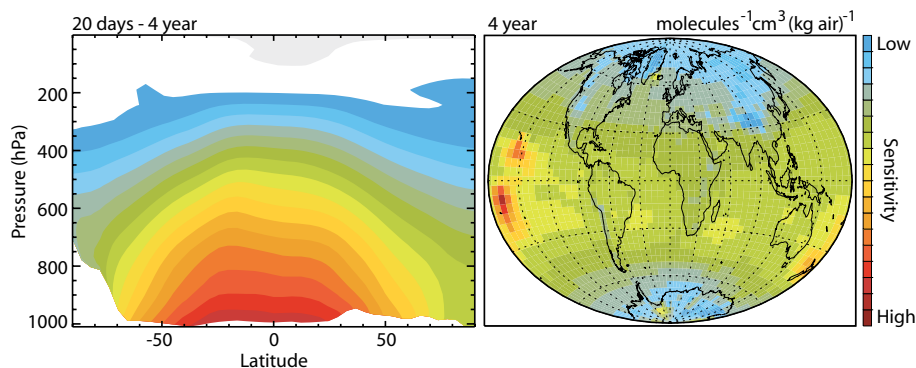 20 days - 4 year
4 year
molecules⁻¹cm³ (kg air)⁻¹
200
400
600
800
1000
Pressure (hPa)
-50
0
50
Latitude
Low
Sensitivity
High